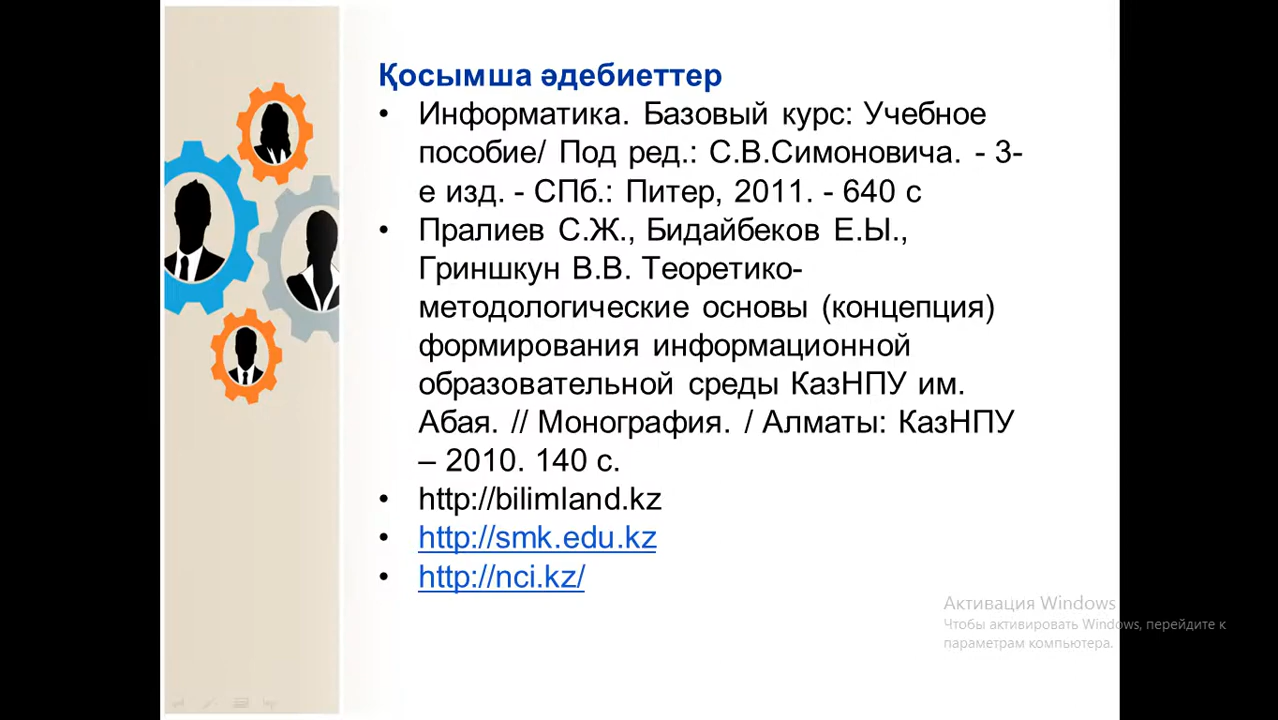 Қосымша әдебиеттер
• Информатика. Базовый курс: Учебное
пособие/ Под ред.: С.В.Симоновича. - 3-
е изд. - СПб.: Питер, 2011. - 640 с
• Пралиев С.Ж., Бидайбеков Е.Ы.,
Гриншкун В.В. Теоретико-
методологические основы (концепция)
формирования информационной
образовательной среды КазНПУ им.
Абая. // Монография. / Алматы: КазНПУ
– 2010. 140 с.
• http://bilimland.kz
• http://smk.edu.kz
• http://nci.kz/
Активация Windows
Чтобы активировать Windows, перейдите к
параметрам компьютера.